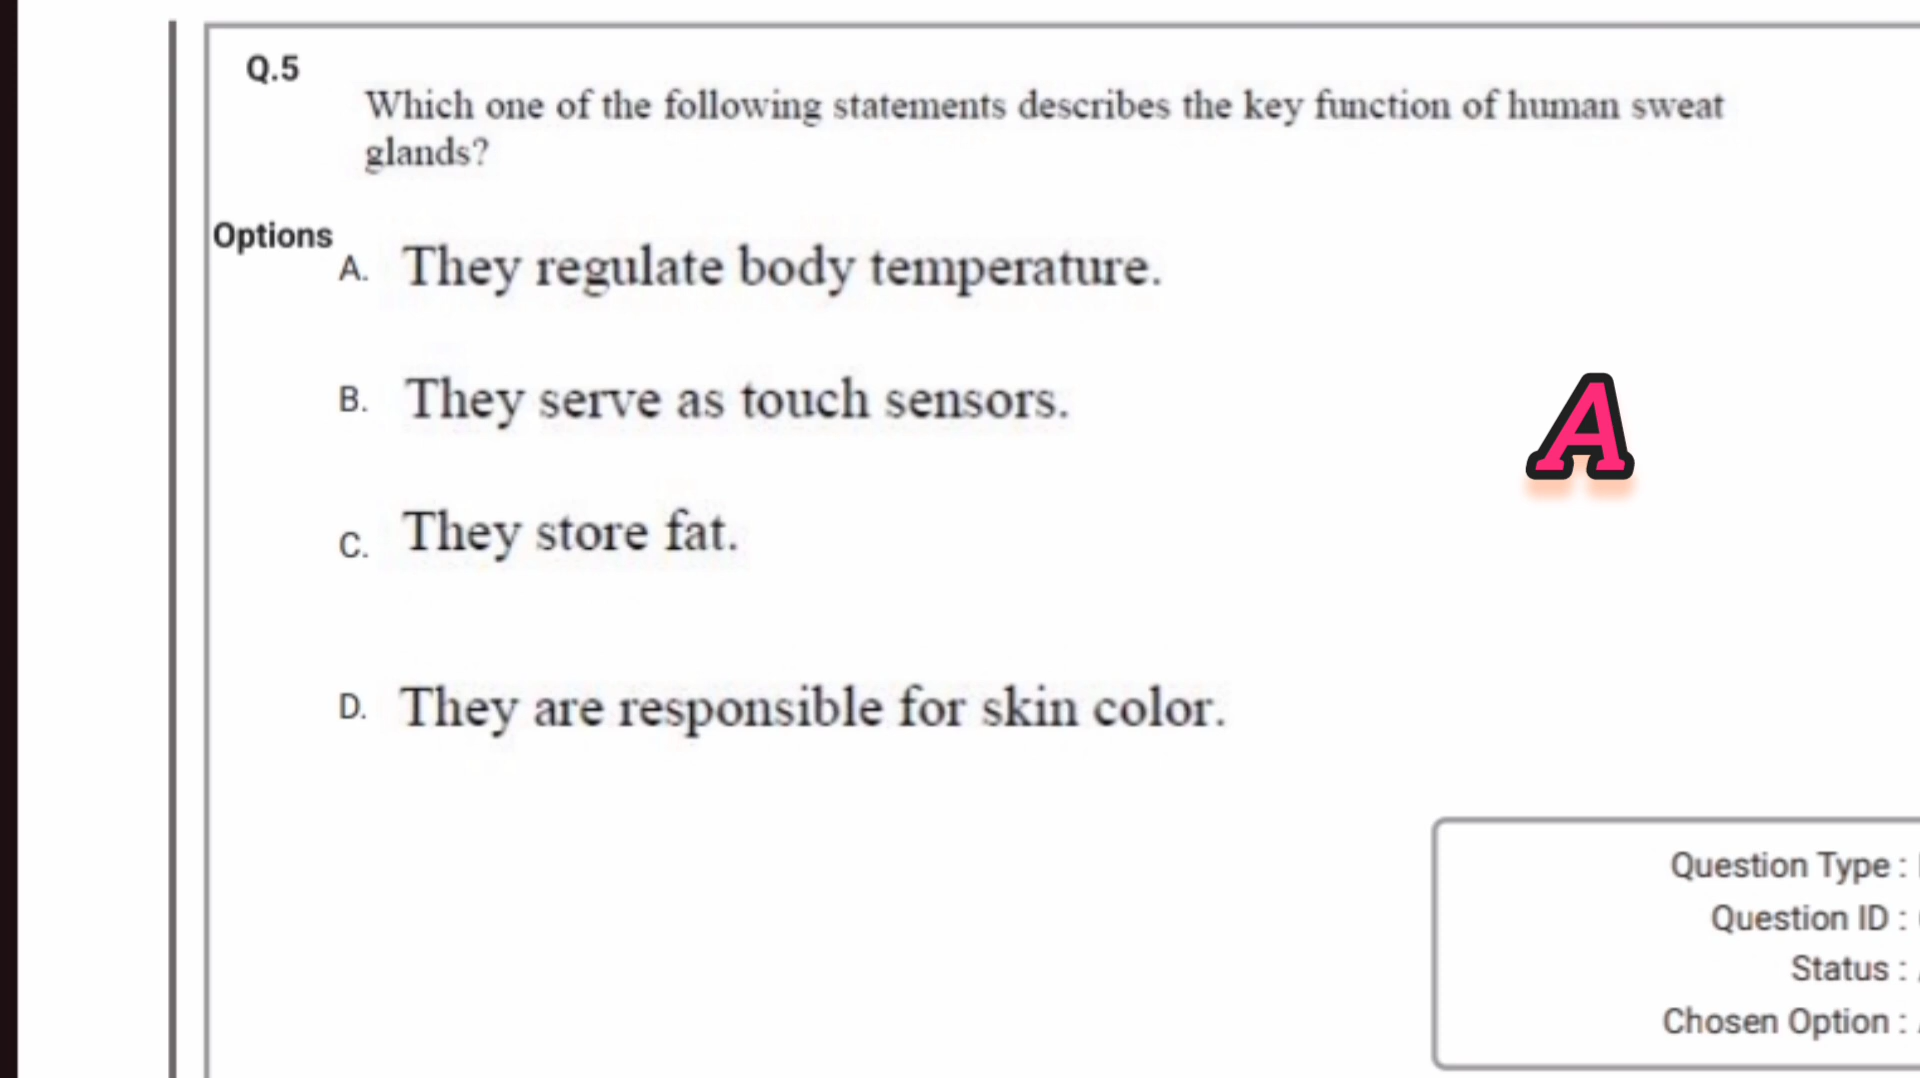 Q.5
Which one of the following statements describes the key function of human sweat
glands?
Options
A. They regulate body temperature.
B. They serve as touch sensors.
A
C. They store fat.
D. They are responsible for skin color.
Question Type :
Question ID :
Status :
Chosen Option :